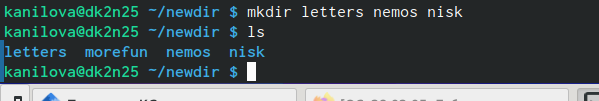 kanilova@dk2n25 ~/newdir $ mkdir letters nemos nisk
kanilova@dk2n25 ~/newdir $ ls
letters  morefun  nemos  nisk
kanilova@dk2n25 ~/newdir $